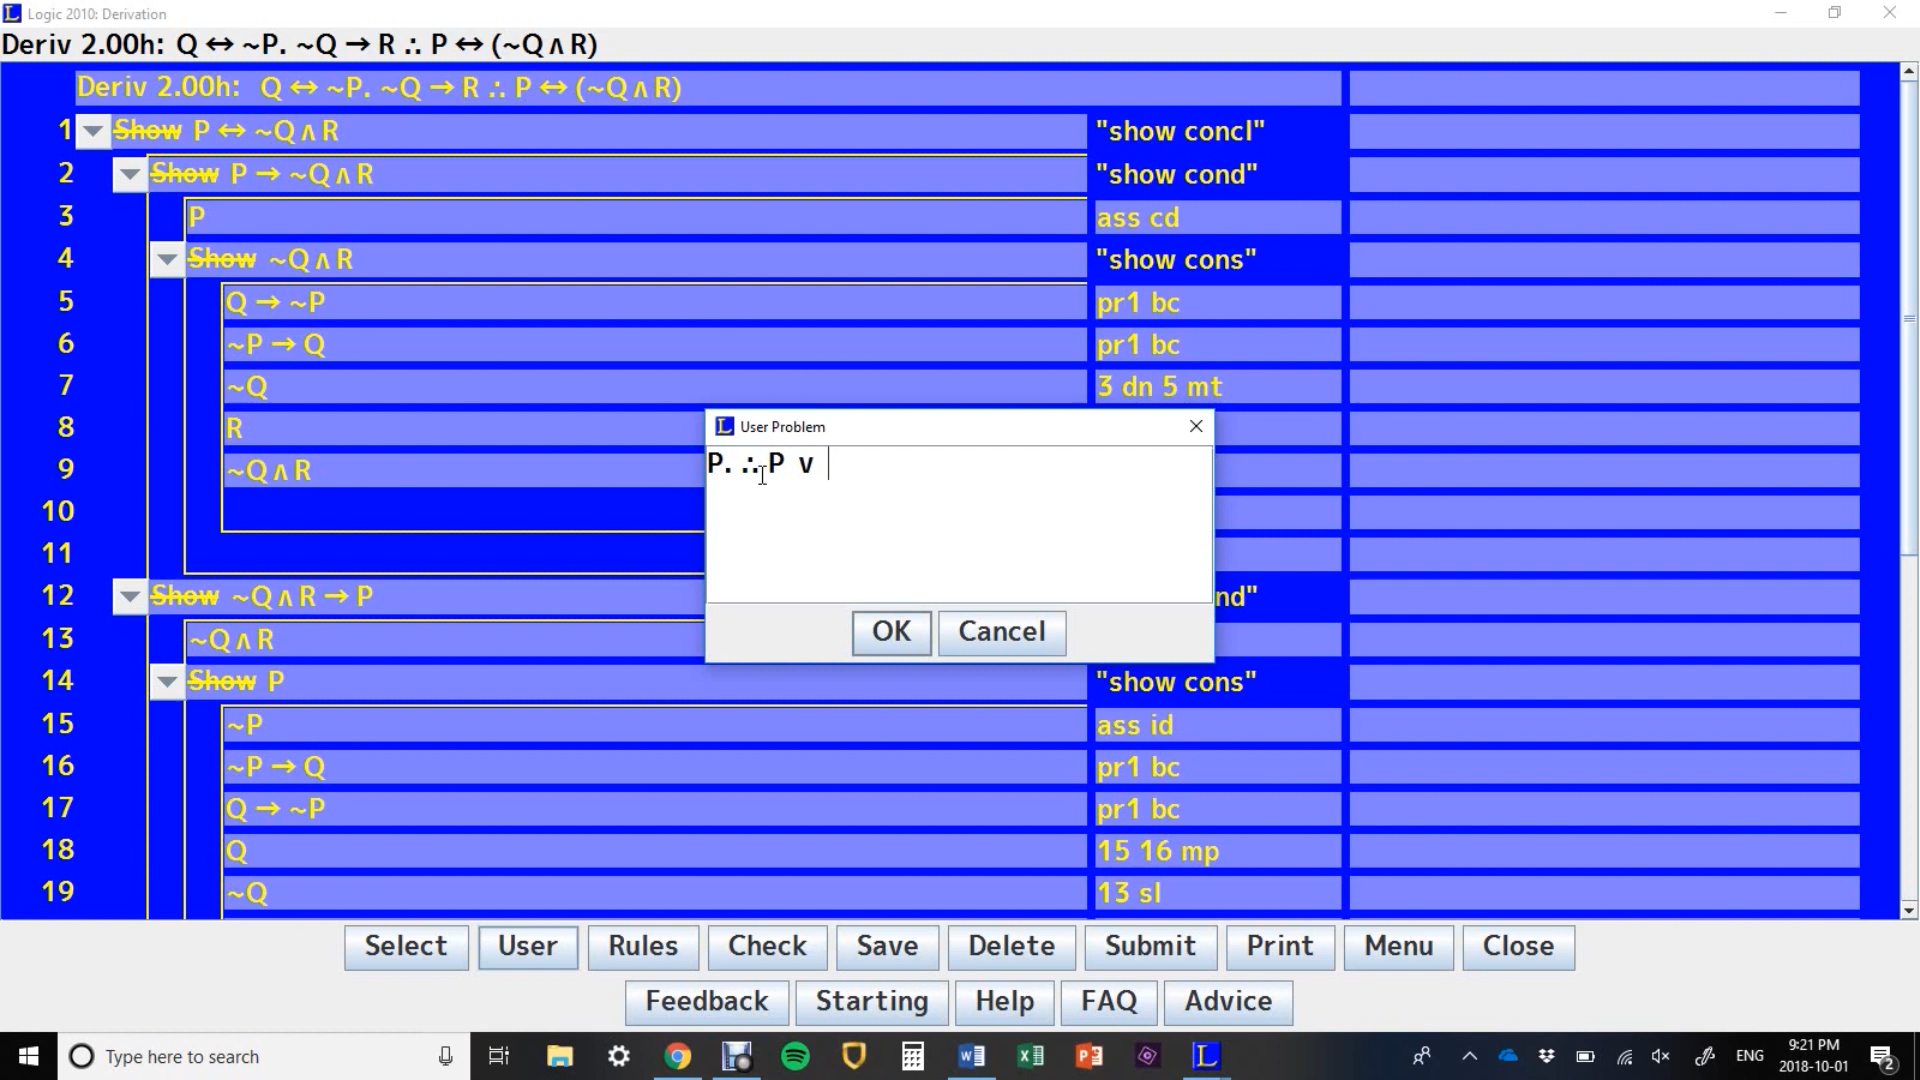 Logic 2010: Derivation
Deriv 2.00h: Q ↔ ~P. ~Q → R ∴ P ↔ (~Q ∧ R)
Deriv 2.00h: Q ↔ ~P. ~Q → R ∴ P ↔ (~Q ∧ R)
1 Show P ↔ ~Q ∧ R "show concl"
2 Show P → ~Q ∧ R "show cond"
3 P ass cd
4 Show ~Q ∧ R "show cons"
5 Q → ~P pr1 bc
6 ~P → Q pr1 bc
7 ~Q 3 dn 5 mt
8 R
9 ~Q ∧ R
10
11
12 Show ~Q ∧ R → P nd"
13 ~Q ∧ R
14 Show P "show cons"
15 ~P ass id
16 ~P → Q pr1 bc
17 Q → ~P pr1 bc
18 Q 15 16 mp
19 ~Q 13 sl
User Problem
P. ∴ P v
OK Cancel
Select User Rules Check Save Delete Submit Print Menu Close
Feedback Starting Help FAQ Advice
Type here to search
ENG
9:21 PM
2018-10-01
2